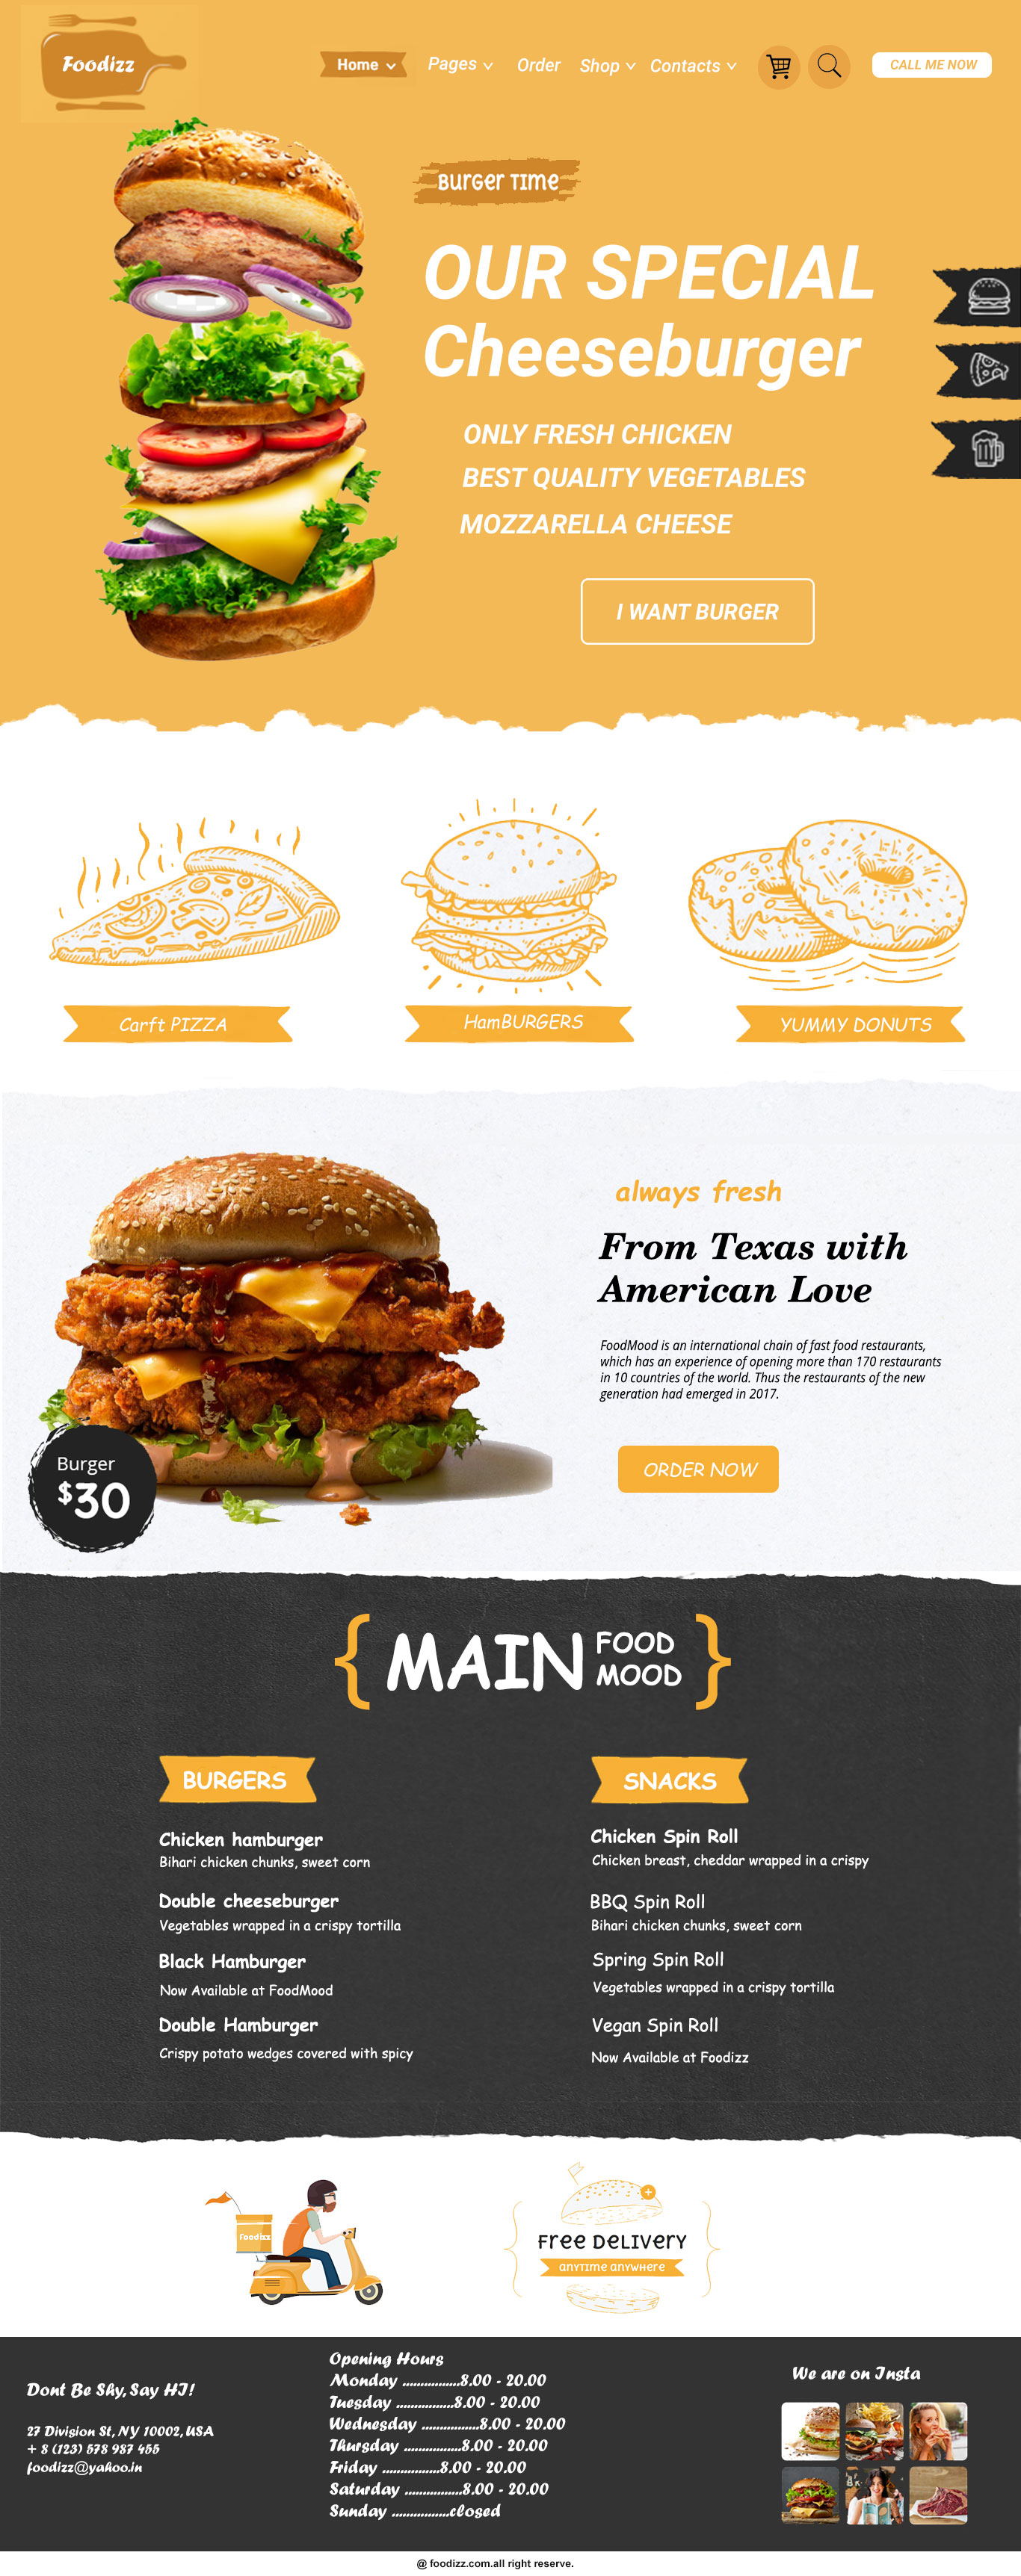 Foodizz
Home
Pages
Order
Shop
Contacts
CALL ME NOW
BURGER TIME
OUR SPECIAL
Cheeseburger
ONLY FRESH CHICKEN
BEST QUALITY VEGETABLES
MOZZARELLA CHEESE
I WANT BURGER
Carft PIZZA
HamBURGERS
YUMMY DONUTS
always fresh
From Texas with
American Love
FoodMood is an international chain of fast food restaurants,
which has an experience of opening more than 170 restaurants
in 10 countries of the world. Thus the restaurants of the new
generation had emerged in 2017.
ORDER NOW
Burger
$30
{ MAIN FOOD
MOOD }
BURGERS
Chicken hamburger
Bihari chicken chunks, sweet corn
Double cheeseburger
Vegetables wrapped in a crispy tortilla
Black Hamburger
Now Available at FoodMood
Double Hamburger
Crispy potato wedges covered with spicy
SNACKS
Chicken Spin Roll
Chicken breast, cheddar wrapped in a crispy
BBQ Spin Roll
Bihari chicken chunks, sweet corn
Spring Spin Roll
Vegetables wrapped in a crispy tortilla
Vegan Spin Roll
Now Available at Foodizz
Foodizz
Free DELIVERY
anyTime anywHere
Dont Be Shy, Say HI!
27 Division St, NY 10002, USA
+ 8 (123) 578 987 455
foodizz@yahoo.in
Opening Hours
Monday ................8.00 - 20.00
Tuesday ................8.00 - 20.00
Wednesday ................8.00 - 20.00
Thursday ................8.00 - 20.00
Friday ................8.00 - 20.00
Saturday ................8.00 - 20.00
Sunday ................closed
We are on Insta
@ foodizz.com.all right reserve.